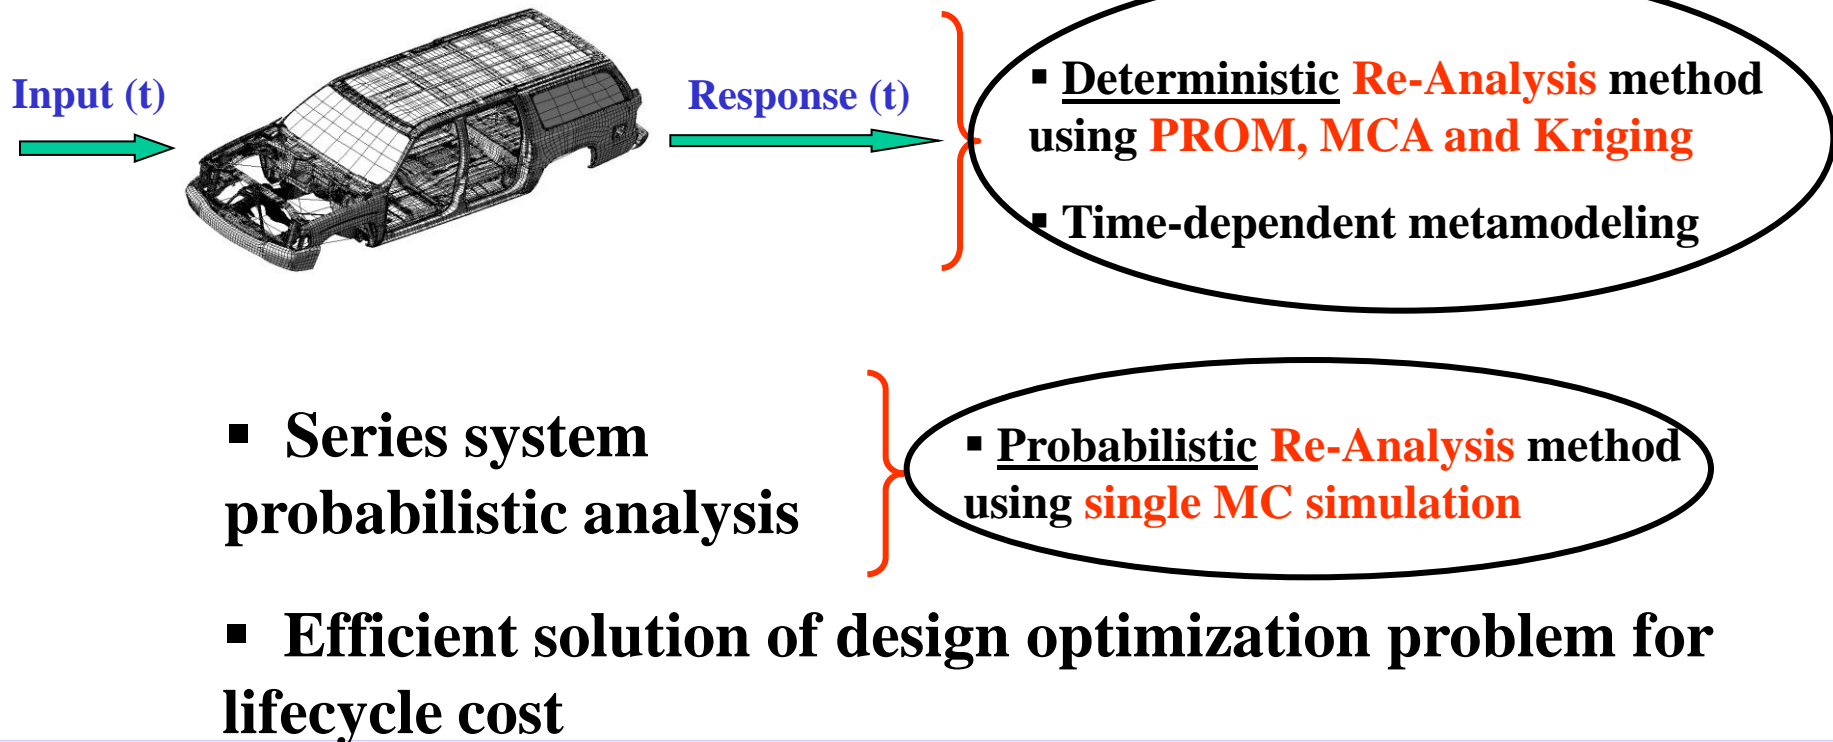 Input (t)
Response (t)
▪ Deterministic Re-Analysis method
using PROM, MCA and Kriging
▪ Time-dependent metamodeling
▪ Series system
probabilistic analysis
▪ Probabilistic Re-Analysis method
using single MC simulation
▪ Efficient solution of design optimization problem for
lifecycle cost